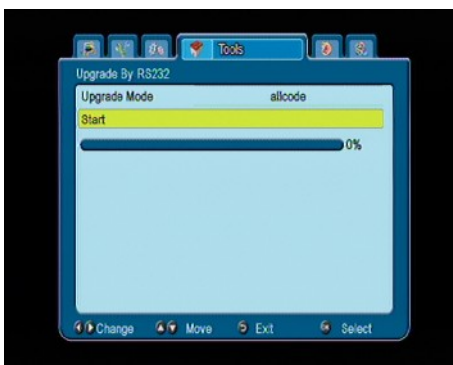 Tools
Upgrade By RS232
Upgrade Mode allcode
Start
0%
Change Move Exit Select